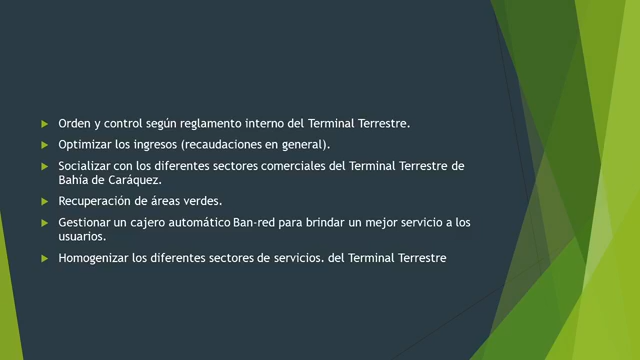 Orden y control según reglamento interno del Terminal Terrestre.
Optimizar los ingresos (recaudaciones en general).
Socializar con los diferentes sectores comerciales del Terminal Terrestre de
Bahía de Caráquez.
Recuperación de áreas verdes.
Gestionar un cajero automático Ban-red para brindar un mejor servicio a los
usuarios.
Homogenizar los diferentes sectores de servicios. del Terminal Terrestre